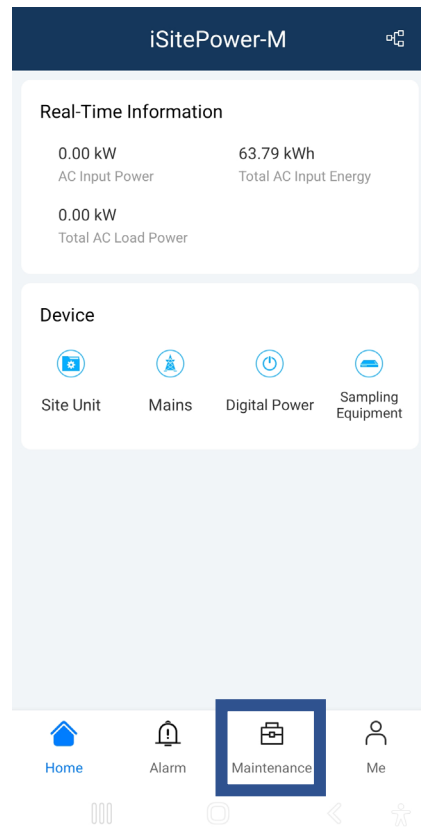 iSitePower-M
Real-Time Information
0.00 kW
AC Input Power
63.79 kWh
Total AC Input Energy
0.00 kW
Total AC Load Power
Device
Site Unit
Mains
Digital Power
Sampling
Equipment
Home
Alarm
Maintenance
Me